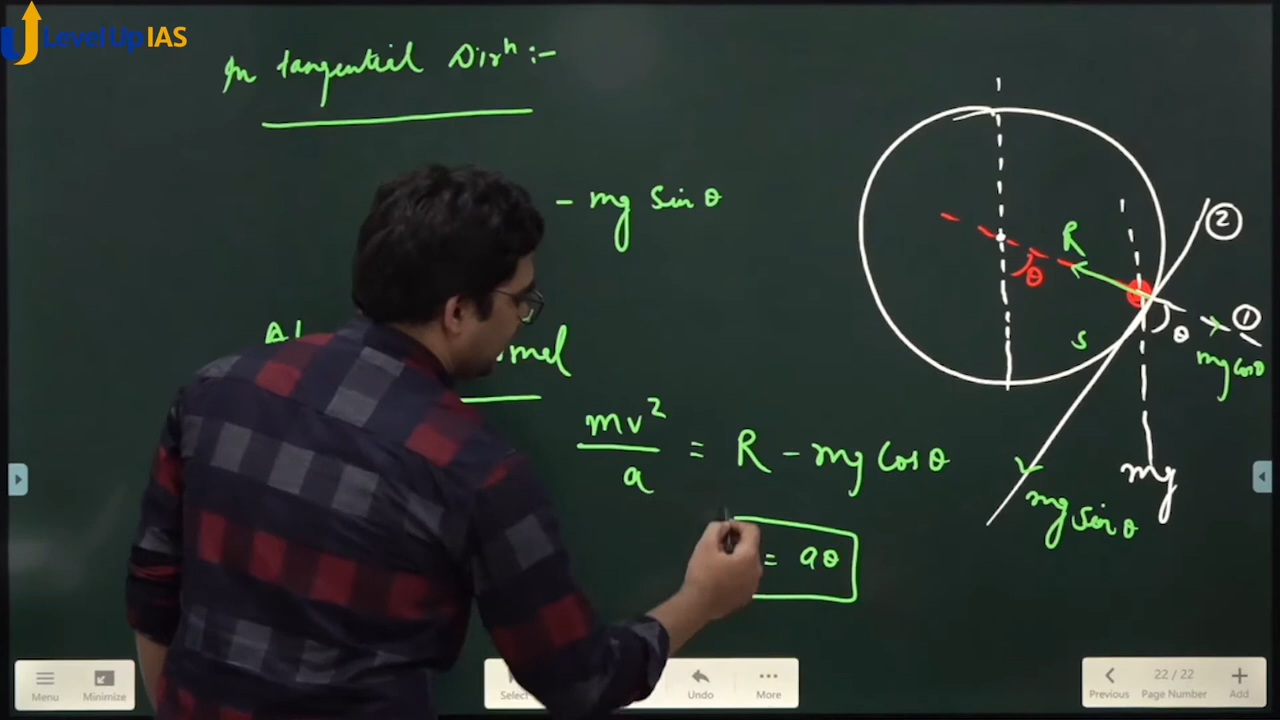 Level Up IAS
In tangential Dirⁿ :-
- mg Sin θ
mv²/a = R - mg Cos θ
= aθ
R
θ
S
θ
①
②
mg Cos θ
mg
mg Sin θ
Menu
Minimize
Select
Undo
More
Previous
22 / 22
Page Number
Add